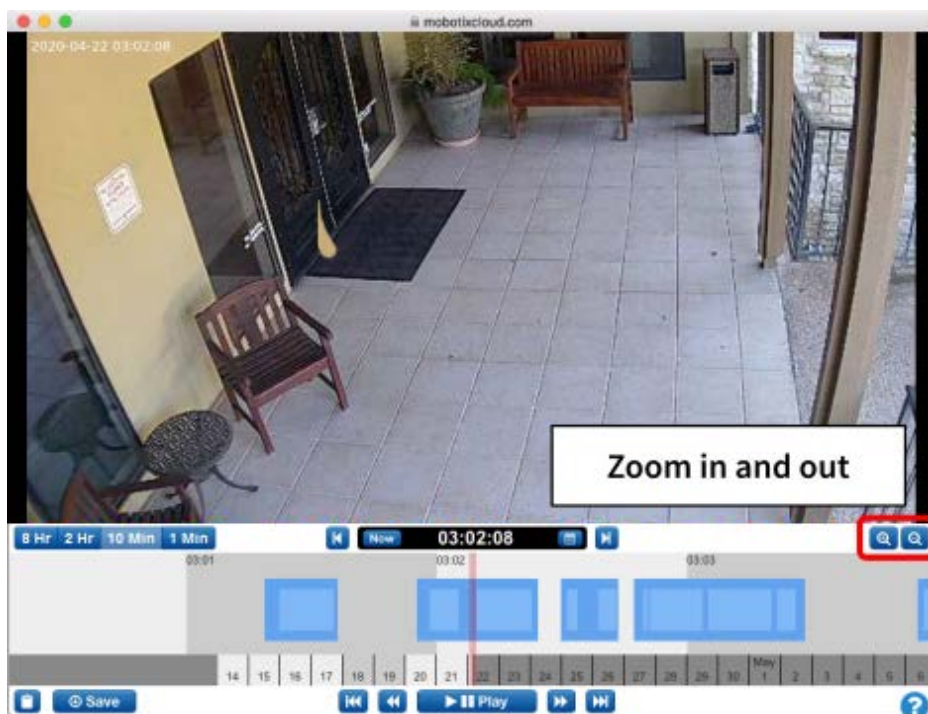 mobotixcloud.com
2020-04-22 03:02:08
Zoom in and out
8 Hr 2 Hr 10 Min 1 Min Now 03:02:08
03:01 03:02 03:03
May
14 15 16 17 18 19 20 21 22 23 24 25 26 27 28 29 30 1 2 3 4 5 6
Save Play ?